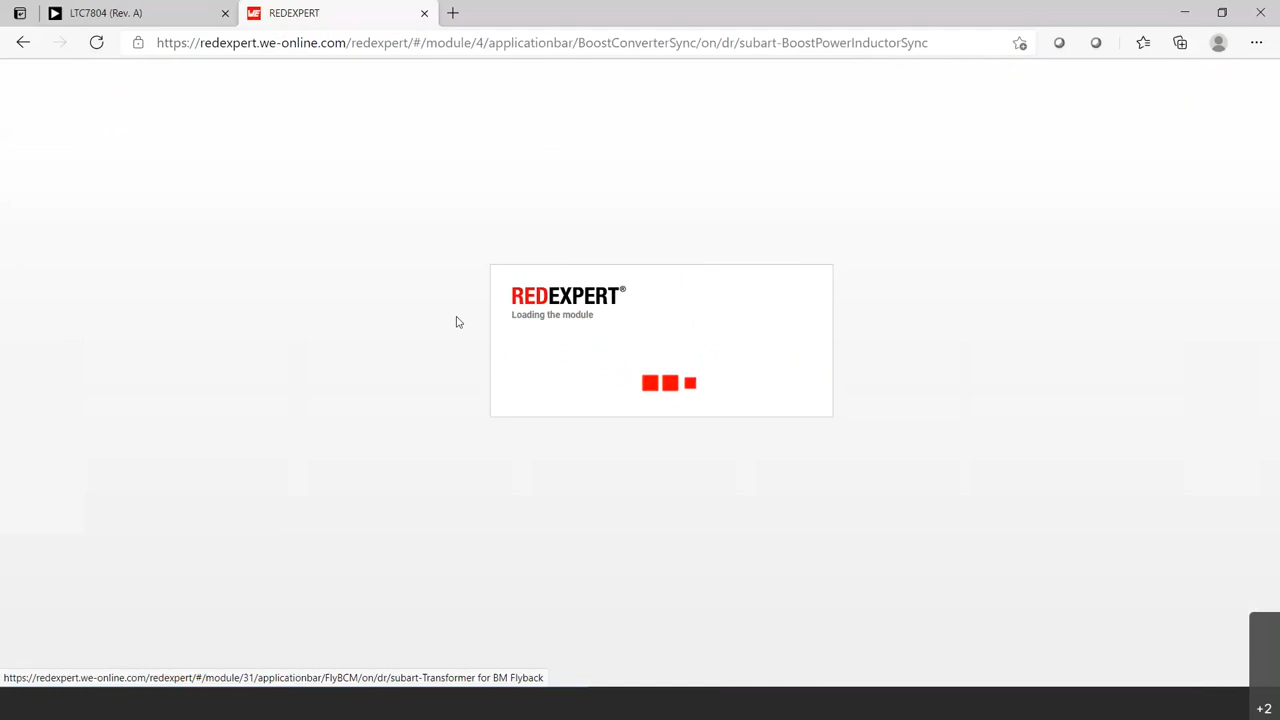 LTC7804 (Rev. A)
WE REDEXPERT
https://redexpert.we-online.com/redexpert/#/module/4/applicationbar/BoostConverterSync/on/dr/subart-BoostPowerInductorSync
REDEXPERT®
Loading the module
https://redexpert.we-online.com/redexpert/#/module/31/applicationbar/FlyBCM/on/dr/subart-Transformer for BM Flyback
+2